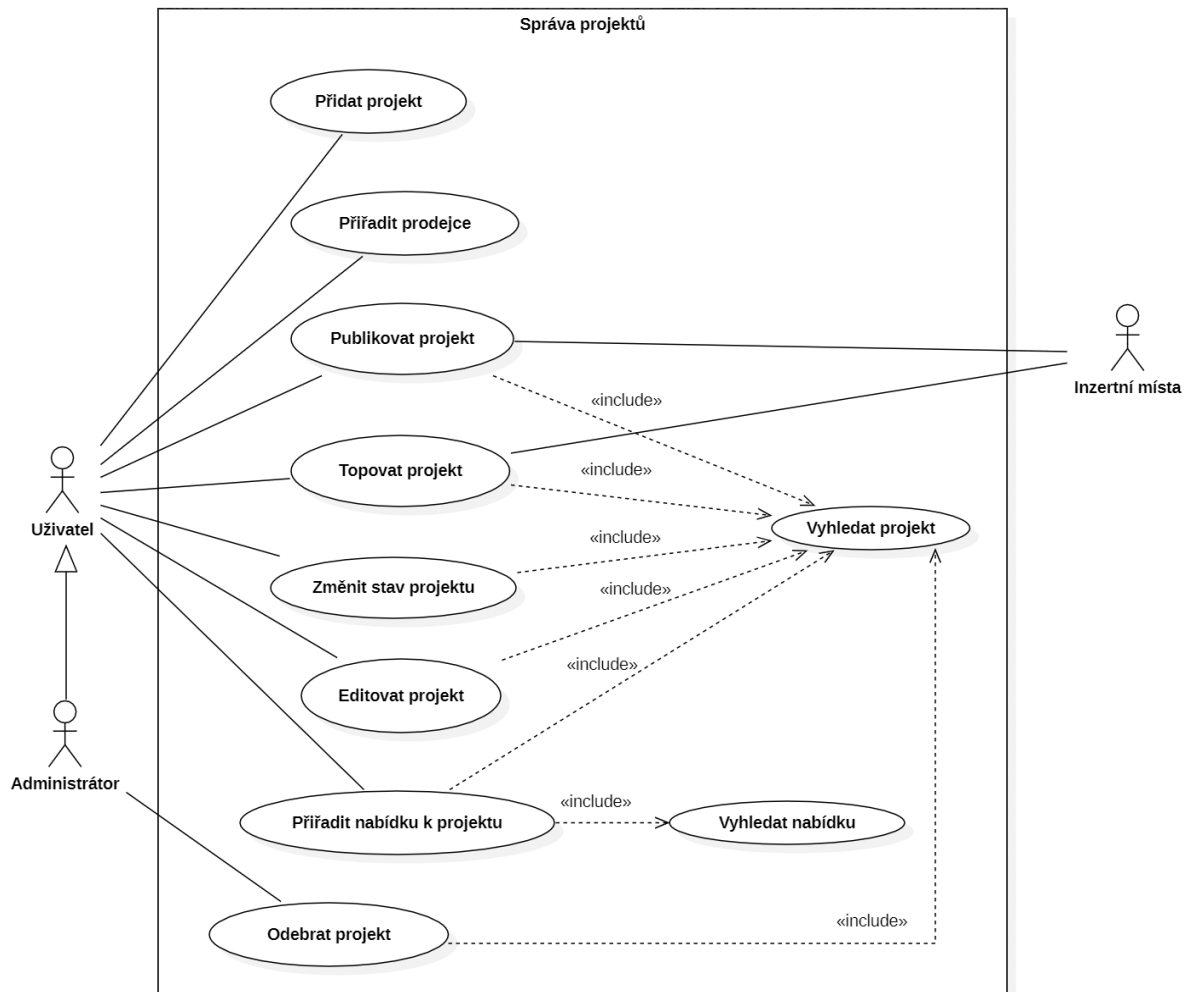 Správa projektů
Přidat projekt
Přiřadit prodejce
Publikovat projekt
Inzertní místa
«include»
Topovat projekt
«include»
Uživatel
Vyhledat projekt
«include»
Změnit stav projektu
«include»
«include»
Editovat projekt
Administrátor
«include»
Přiřadit nabídku k projektu
Vyhledat nabídku
«include»
Odebrat projekt